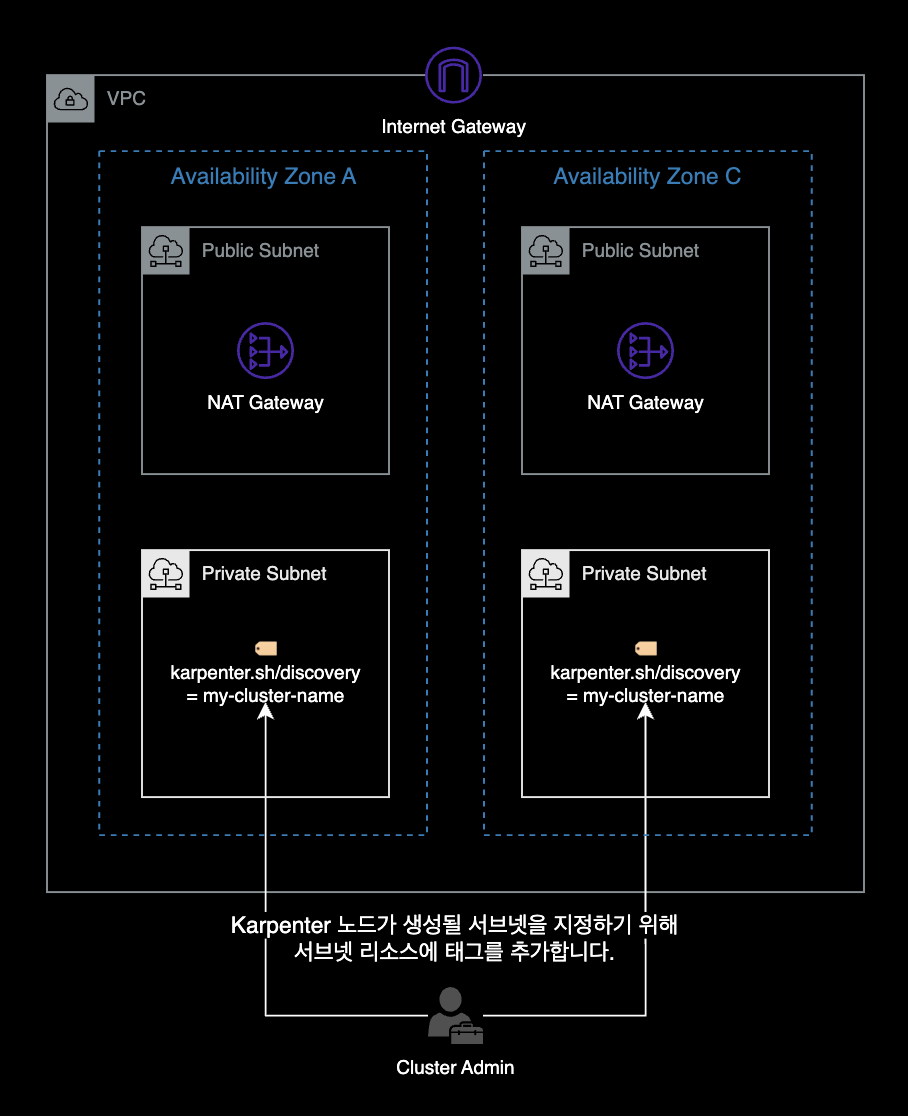 Internet Gateway
VPC
Availability Zone A
Public Subnet
NAT Gateway
Private Subnet
karpenter.sh/discovery
= my-cluster-name
Availability Zone C
Public Subnet
NAT Gateway
Private Subnet
karpenter.sh/discovery
= my-cluster-name
Karpenter 노드가 생성될 서브넷을 지정하기 위해
서브넷 리소스에 태그를 추가합니다.
Cluster Admin